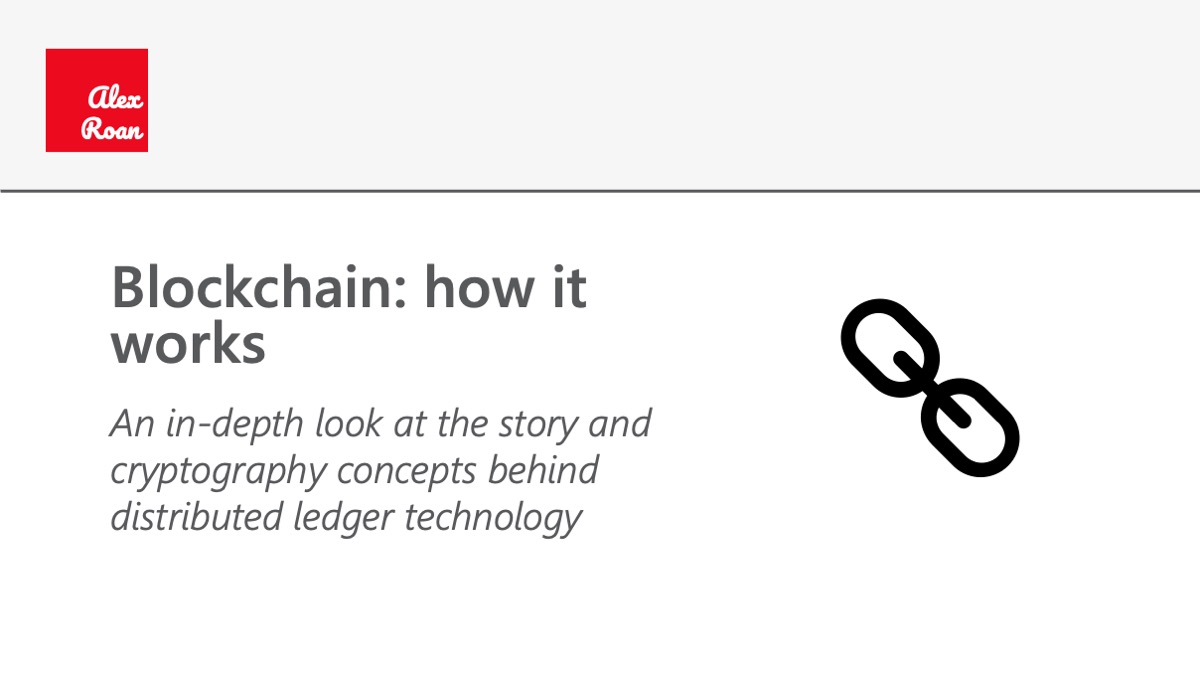 Alex
Roan
Blockchain: how it
works
An in-depth look at the story and
cryptography concepts behind
distributed ledger technology